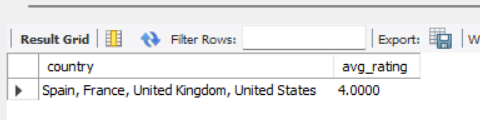 Result Grid Filter Rows: Export: W
country avg_rating
Spain, France, United Kingdom, United States 4.0000